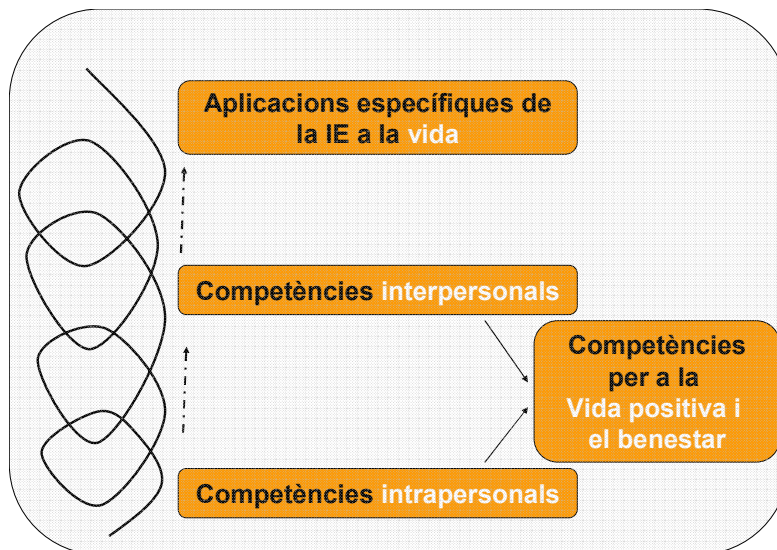 Aplicacions específiques de
la IE a la vida
Competències interpersonals
Competències
per a la
Vida positiva i
el benestar
Competències intrapersonals